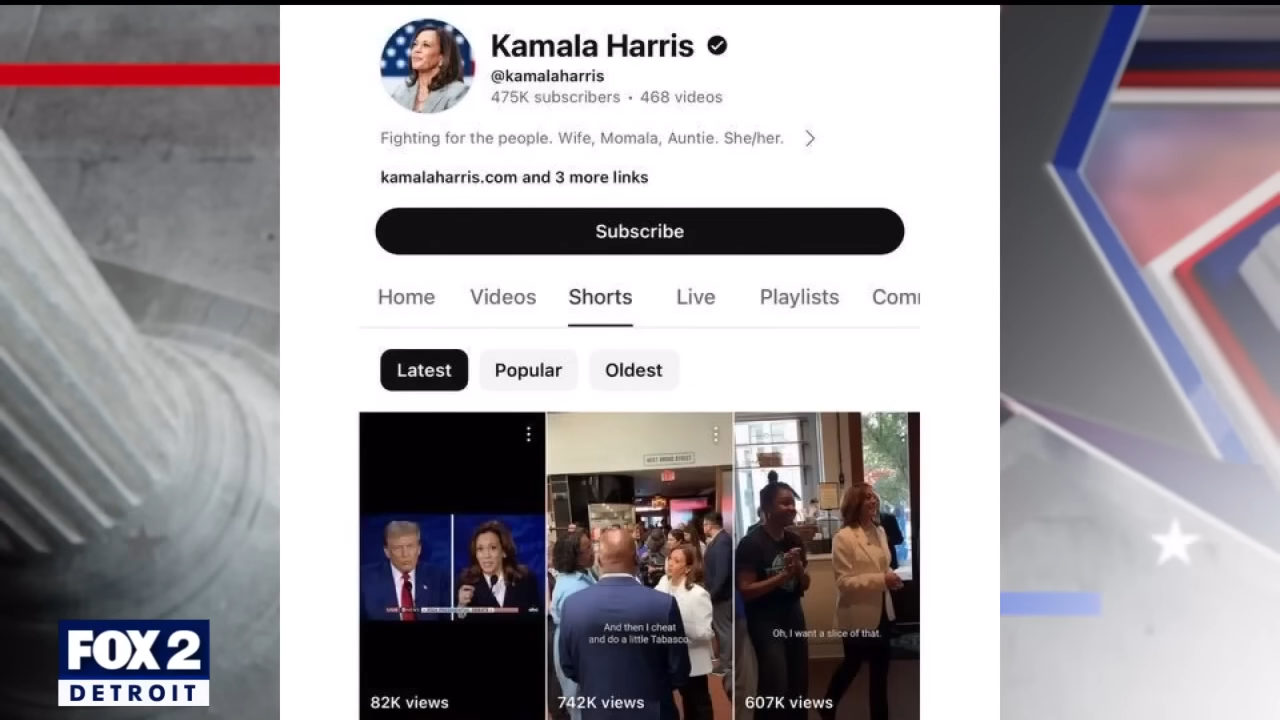 Kamala Harris
@kamalaharris
475K subscribers • 468 videos
Fighting for the people. Wife, Momala, Auntie. She/her.
kamalaharris.com and 3 more links
Subscribe
Home Videos Shorts Live Playlists Comm
Latest Popular Oldest
And then I cheat
and do a little Tabasco
Oh, I want a slice of that.
82K views 742K views 607K views
FOX 2
DETROIT